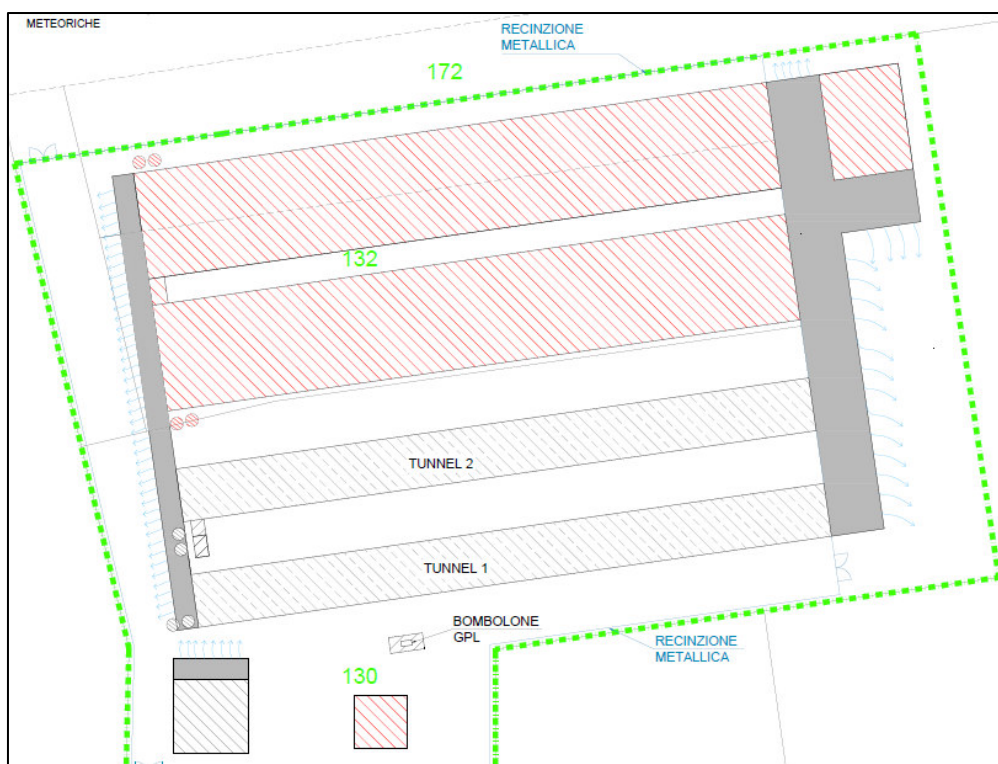 METEORICHE
RECINZIONE
METALLICA
172
132
TUNNEL 2
TUNNEL 1
BOMBOLONE
GPL
RECINZIONE
METALLICA
130